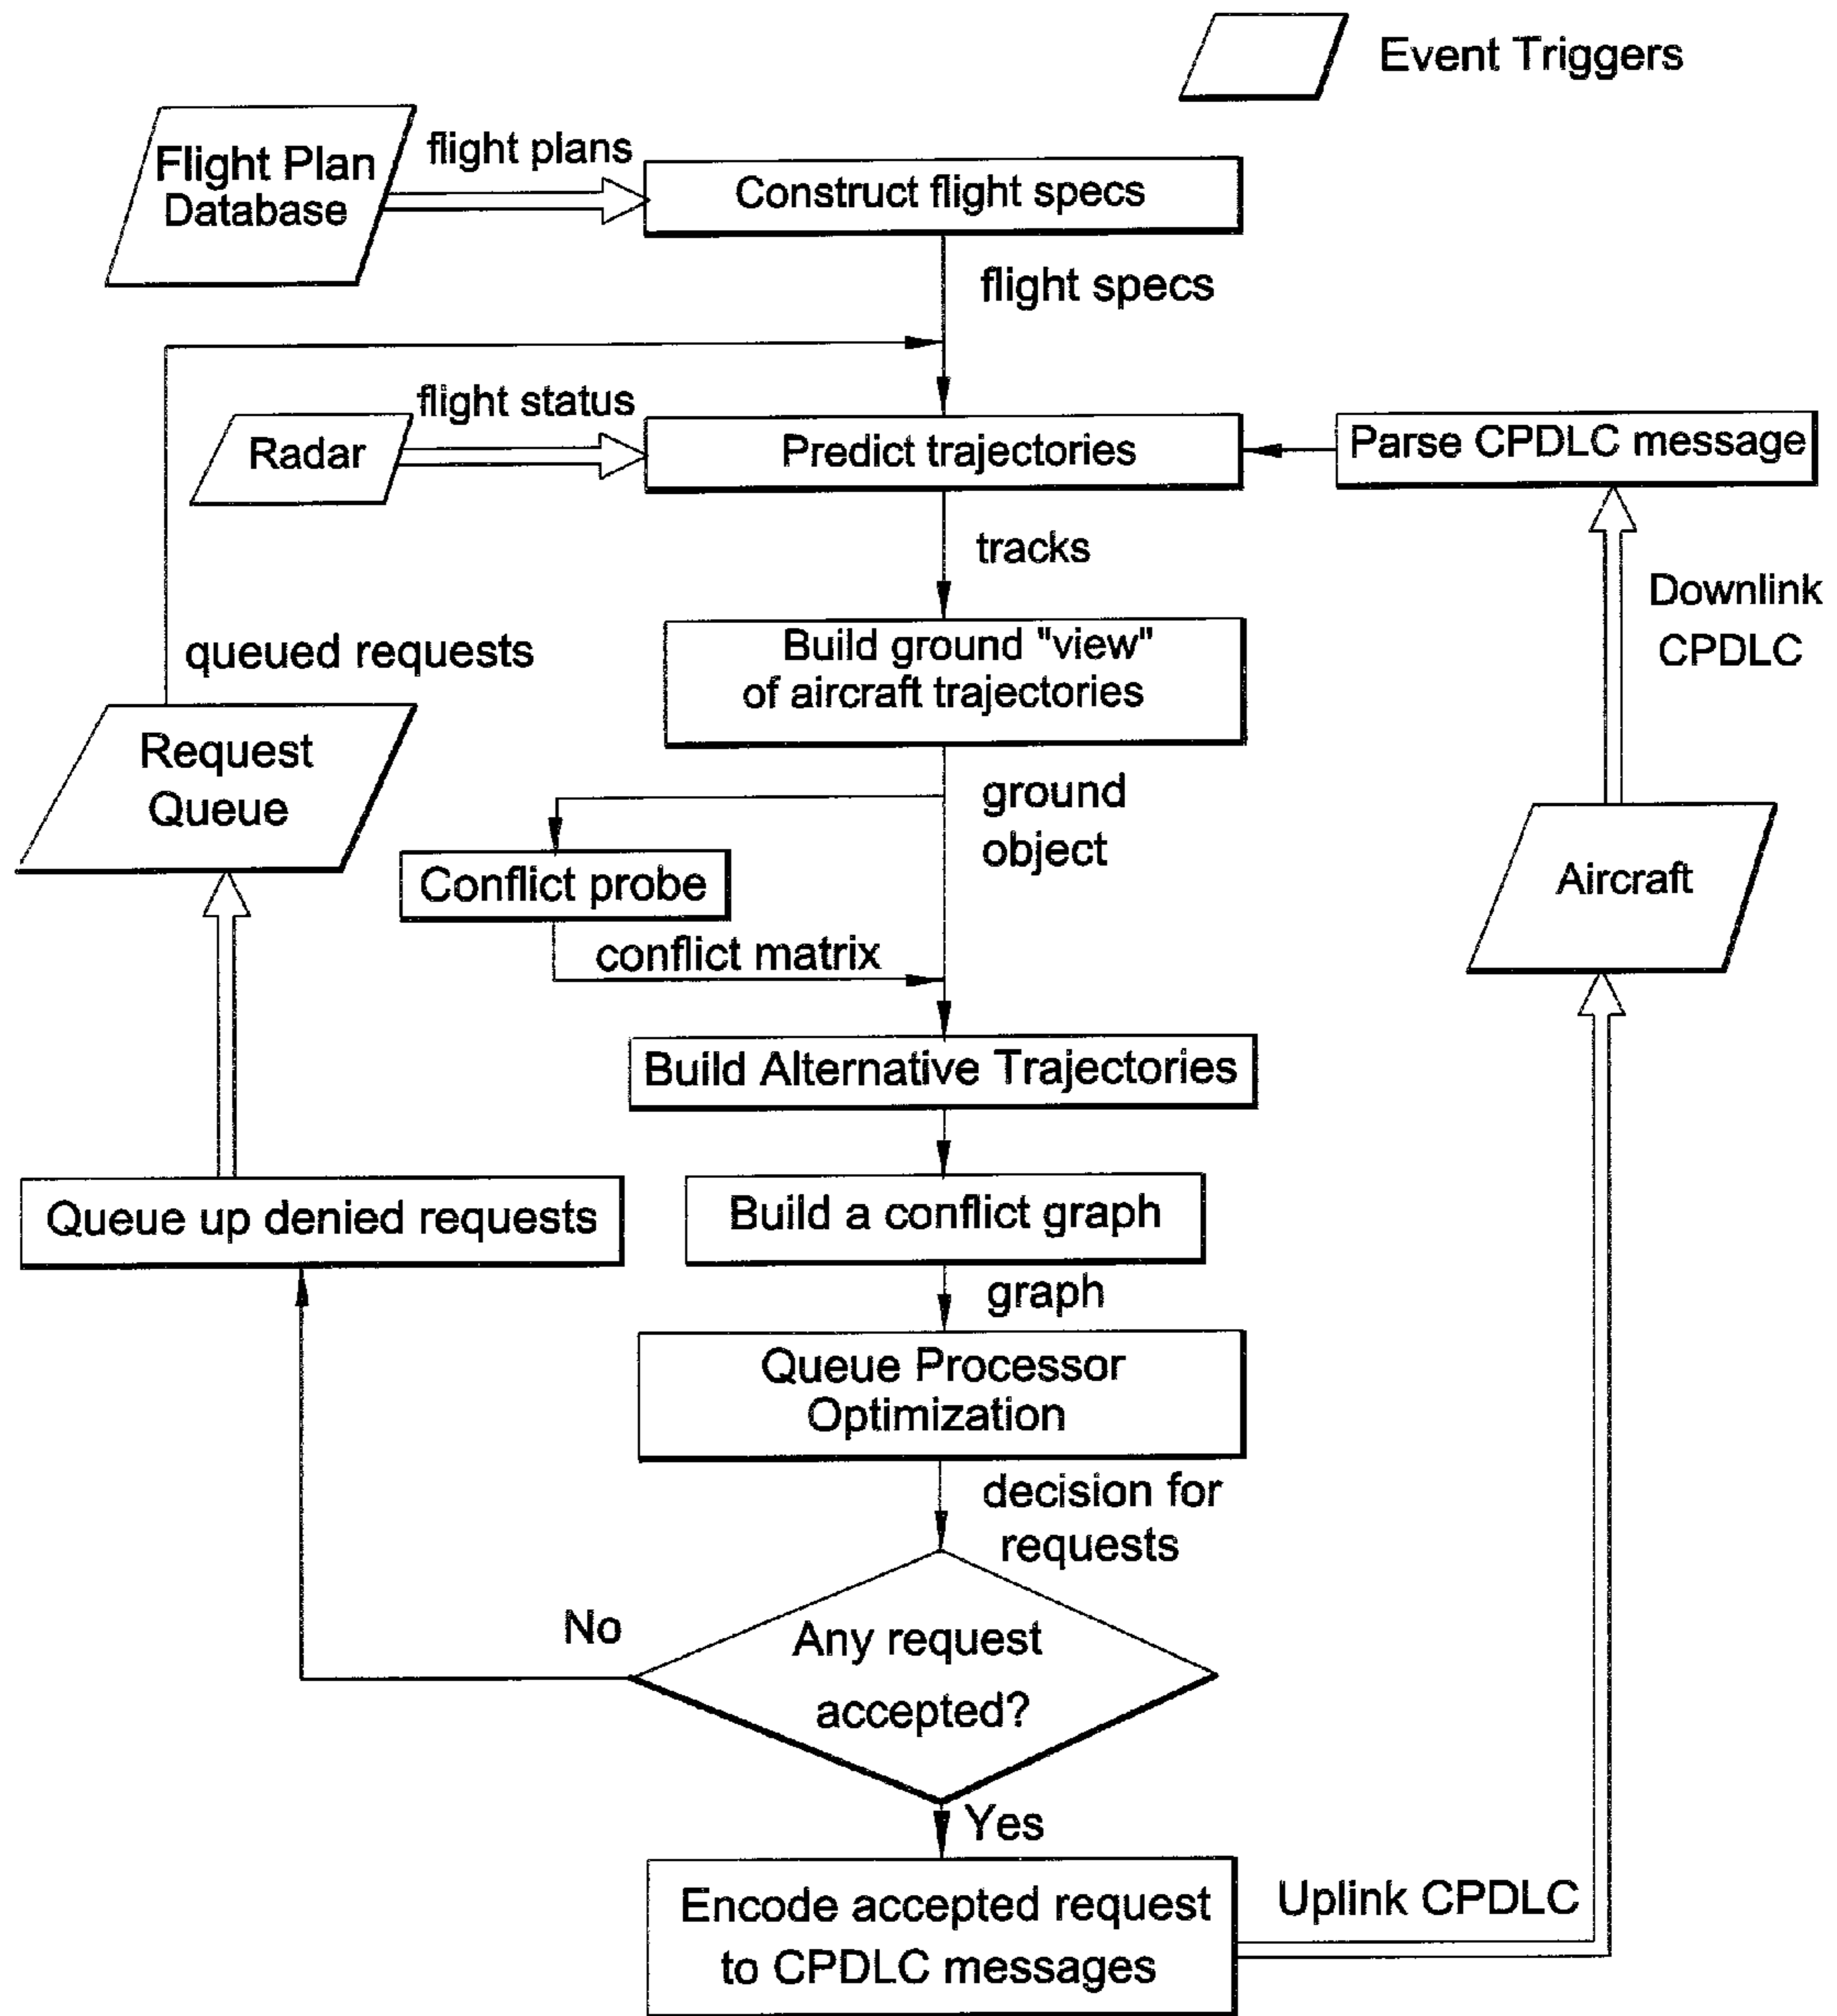 Event Triggers
Flight Plan
Database
flight plans
Construct flight specs
flight specs
Radar
flight status
Predict trajectories
Parse CPDLC message
tracks
Downlink
CPDLC
queued requests
Build ground "view"
of aircraft trajectories
Request
Queue
ground
object
Conflict probe
Aircraft
conflict matrix
Build Alternative Trajectories
Queue up denied requests
Build a conflict graph
graph
Queue Processor
Optimization
decision for
requests
No
Any request
accepted?
Yes
Encode accepted request
to CPDLC messages
Uplink CPDLC